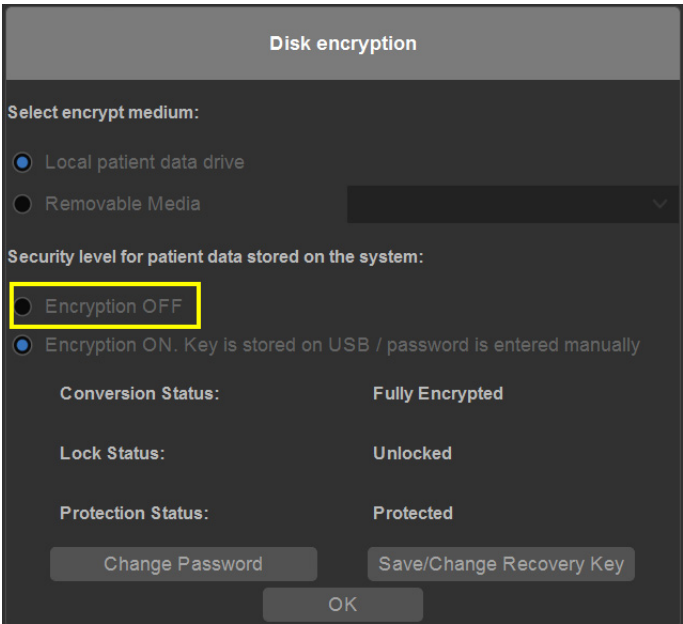 Disk encryption
Select encrypt medium:
Local patient data drive
Removable Media
Security level for patient data stored on the system:
Encryption OFF
Encryption ON. Key is stored on USB / password is entered manually
Conversion Status: Fully Encrypted
Lock Status: Unlocked
Protection Status: Protected
Change Password Save/Change Recovery Key
OK